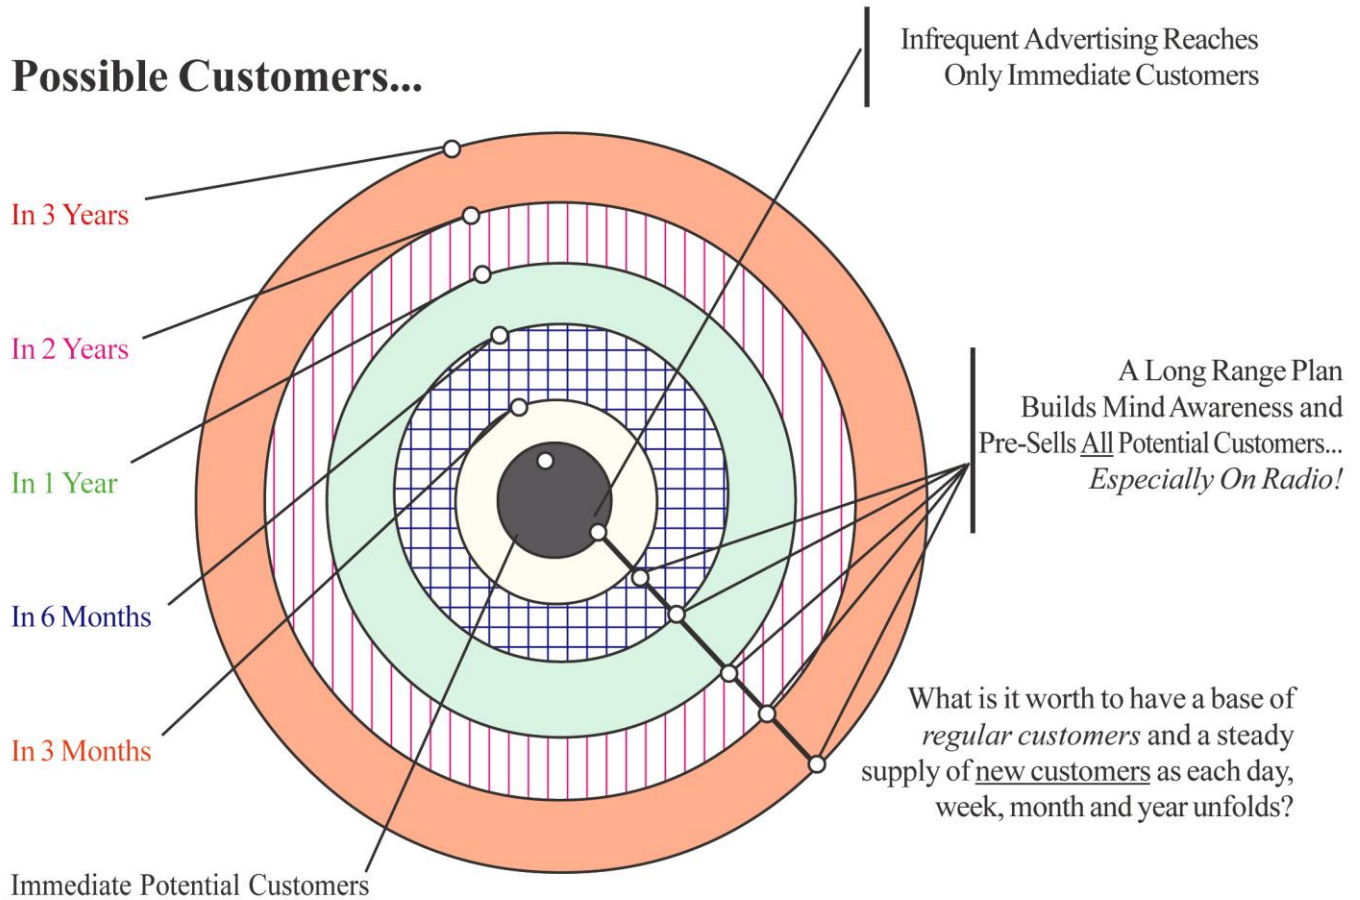 Possible Customers...
In 3 Years
In 2 Years
In 1 Year
In 6 Months
In 3 Months
Immediate Potential Customers
Infrequent Advertising Reaches
Only Immediate Customers
A Long Range Plan
Builds Mind Awareness and
Pre-Sells All Potential Customers...
Especially On Radio!
What is it worth to have a base of
regular customers and a steady
supply of new customers as each day,
week, month and year unfolds?